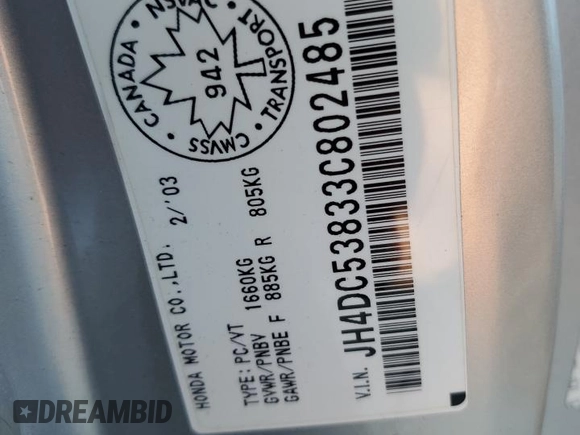 HONDA MOTOR CO.,LTD. 2/'03
TYPE: PC/VT
GVWR/PNBV 1660KG
GAWR/PNBE F 885KG R 805KG
V.I.N. JH4DC53833C802485
CANADA
TRANSPORT
CMVSS
942
DREAMBID